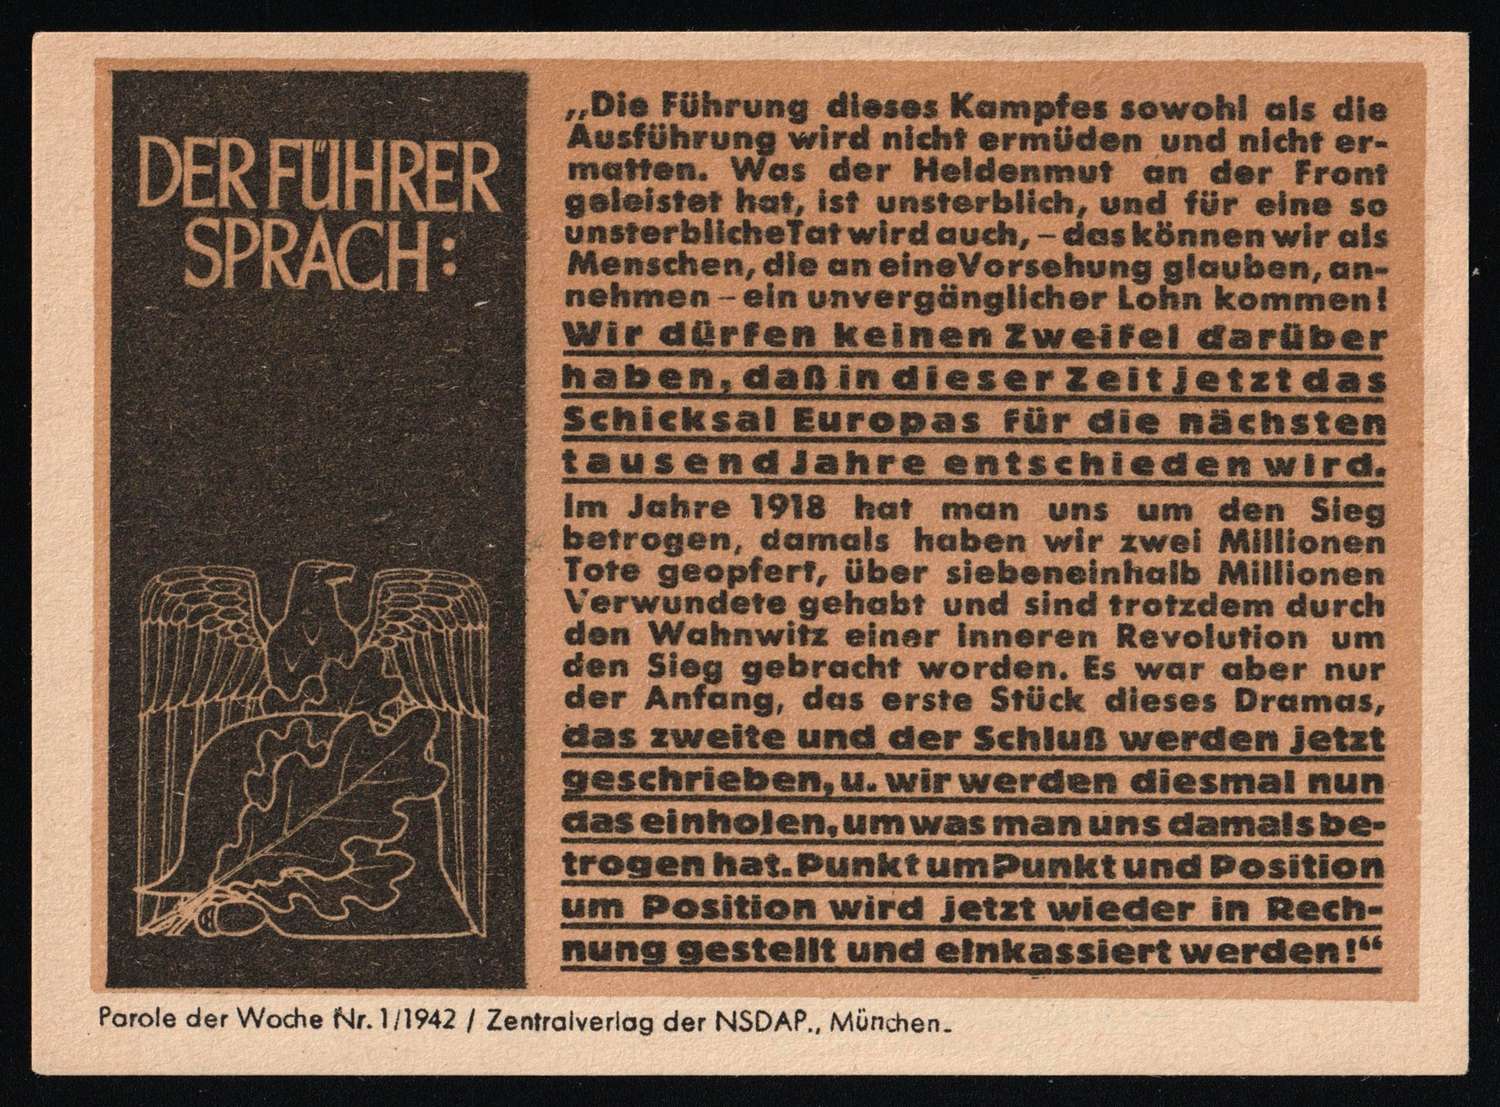 DER FÜHRER
SPRACH:
„Die Führung dieses Kampfes sowohl als die
Ausführung wird nicht ermüden und nicht er-
matten. Was der Heldenmut an der Front
geleistet hat, ist unsterblich, und für eine so
unsterbliche Tat wird auch, – das können wir als
Menschen, die an eine Vorsehung glauben, an-
nehmen – ein unvergänglicher Lohn kommen!
Wir dürfen keinen Zweifel darüber
haben, daß in dieser Zeit jetzt das
Schicksal Europas für die nächsten
tausend Jahre entschieden wird.
Im Jahre 1918 hat man uns um den Sieg
betrogen, damals haben wir zwei Millionen
Tote geopfert, über siebeneinhalb Millionen
Verwundete gehabt und sind trotzdem durch
den Wahnwitz einer inneren Revolution um
den Sieg gebracht worden. Es war aber nur
der Anfang, das erste Stück dieses Dramas,
das zweite und der Schluß werden jetzt
geschrieben, u. wir werden diesmal nun
das einholen, um was man uns damals be-
trogen hat. Punkt um Punkt und Position
um Position wird jetzt wieder in Rech-
nung gestellt und einkassiert werden!“
Parole der Woche Nr. 1/1942 / Zentralverlag der NSDAP., München.